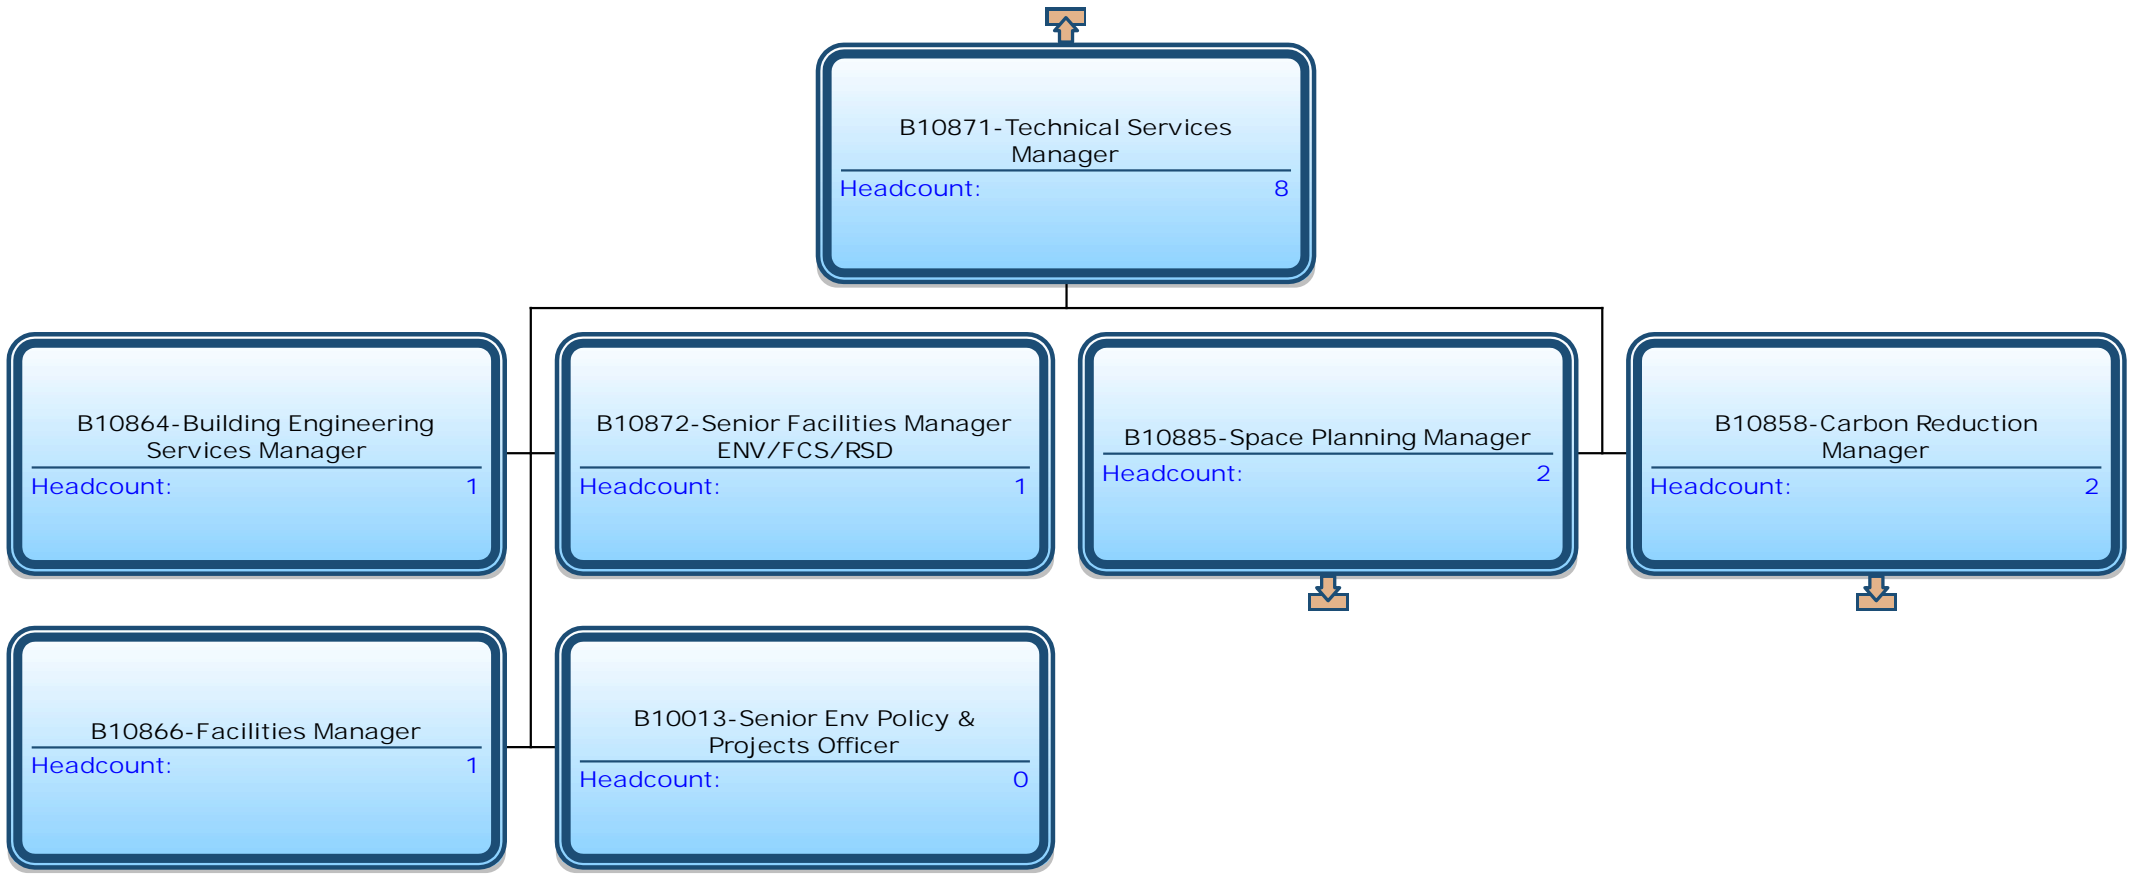 B10871-Technical Services
Manager
Headcount: 8
B10864-Building Engineering
Services Manager
Headcount: 1
B10872-Senior Facilities Manager
ENV/FCS/RSD
Headcount: 1
B10885-Space Planning Manager
Headcount: 2
B10858-Carbon Reduction
Manager
Headcount: 2
B10866-Facilities Manager
Headcount: 1
B10013-Senior Env Policy &
Projects Officer
Headcount: 0